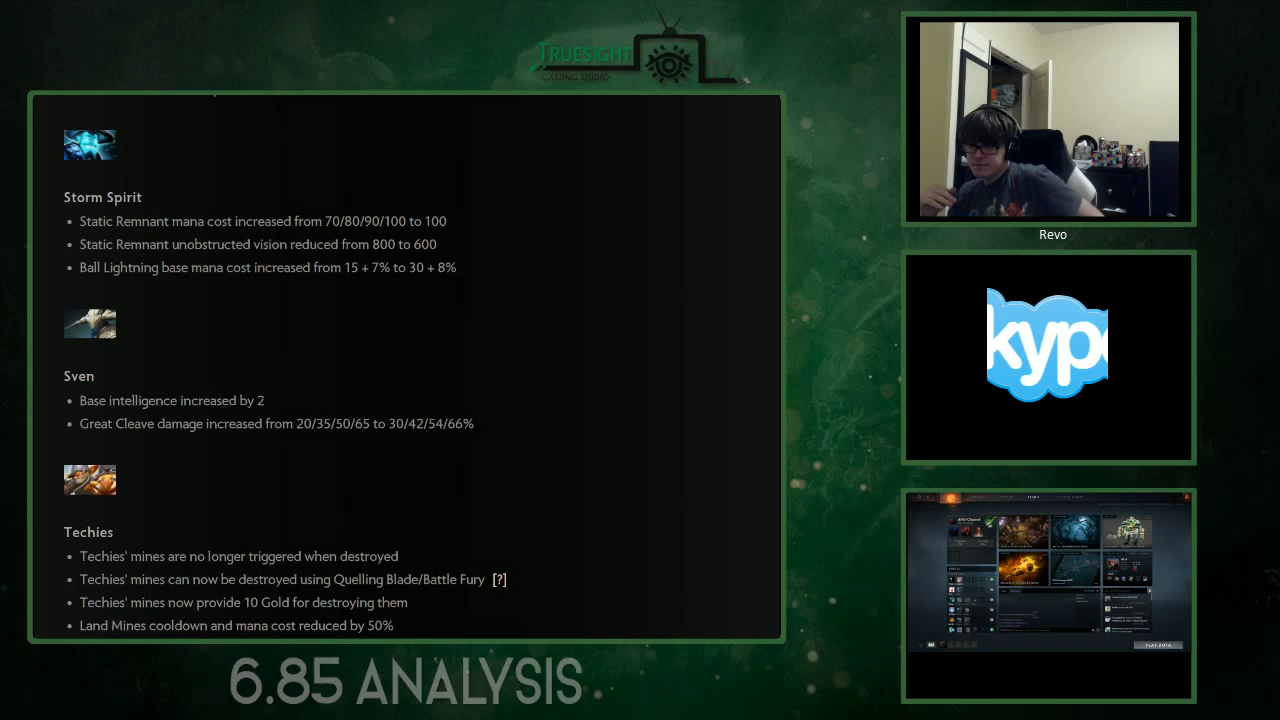 TRUESIGHT
CASTING STUDIO
TV
Storm Spirit
• Static Remnant mana cost increased from 70/80/90/100 to 100
• Static Remnant unobstructed vision reduced from 800 to 600
• Ball Lightning base mana cost increased from 15 + 7% to 30 + 8%
Sven
• Base intelligence increased by 2
• Great Cleave damage increased from 20/35/50/65 to 30/42/54/66%
Techies
• Techies' mines are no longer triggered when destroyed
• Techies' mines can now be destroyed using Quelling Blade/Battle Fury [?]
• Techies' mines now provide 10 Gold for destroying them
• Land Mines cooldown and mana cost reduced by 50%
6.85 ANALYSIS
Revo
kyp
PLAY DOTA